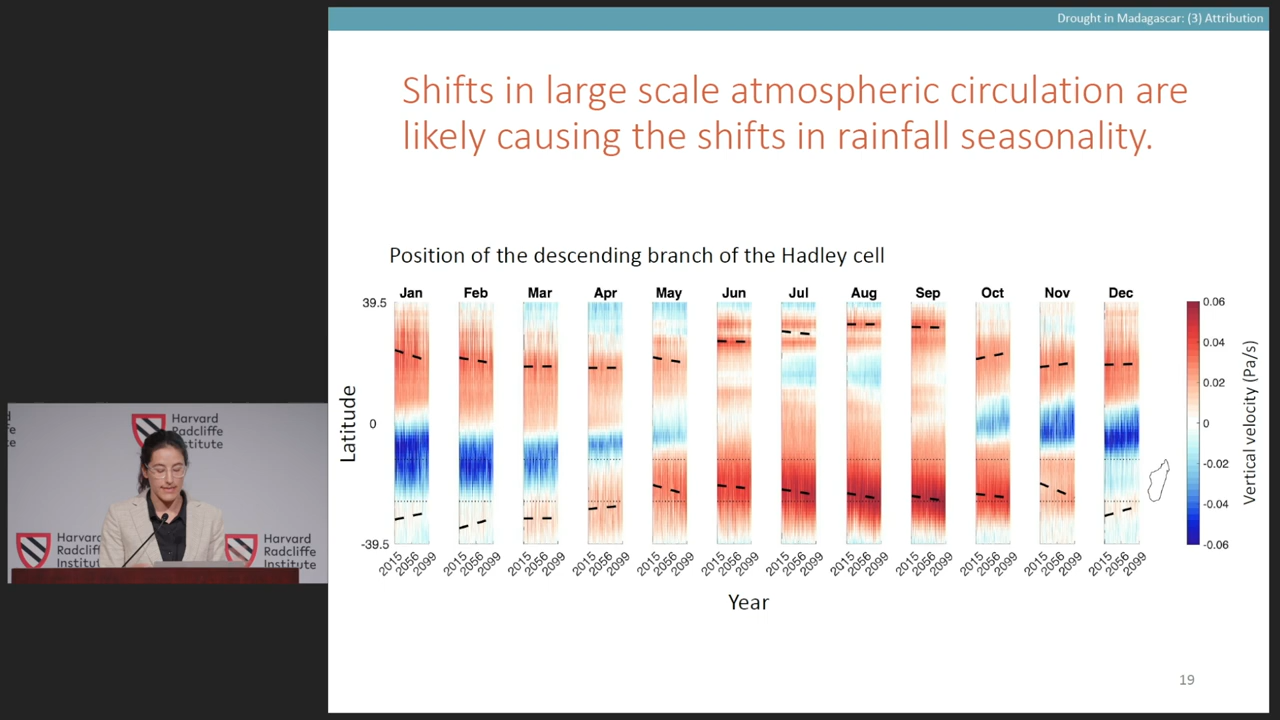 Drought in Madagascar: (3) Attribution
Shifts in large scale atmospheric circulation are
likely causing the shifts in rainfall seasonality.
Position of the descending branch of the Hadley cell
Jan Feb Mar Apr May Jun Jul Aug Sep Oct Nov Dec
39.5
0
-39.5
Latitude
2015 2056 2099 2015 2056 2099 2015 2056 2099 2015 2056 2099 2015 2056 2099 2015 2056 2099 2015 2056 2099 2015 2056 2099 2015 2056 2099 2015 2056 2099 2015 2056 2099 2015 2056 2099
Year
0.06
0.04
0.02
0
-0.02
-0.04
-0.06
Vertical velocity (Pa/s)
19
Harvard
Radcliffe
Institute
Harvard
Radcliff
Institut
Harvard
Radcliffe
Institute